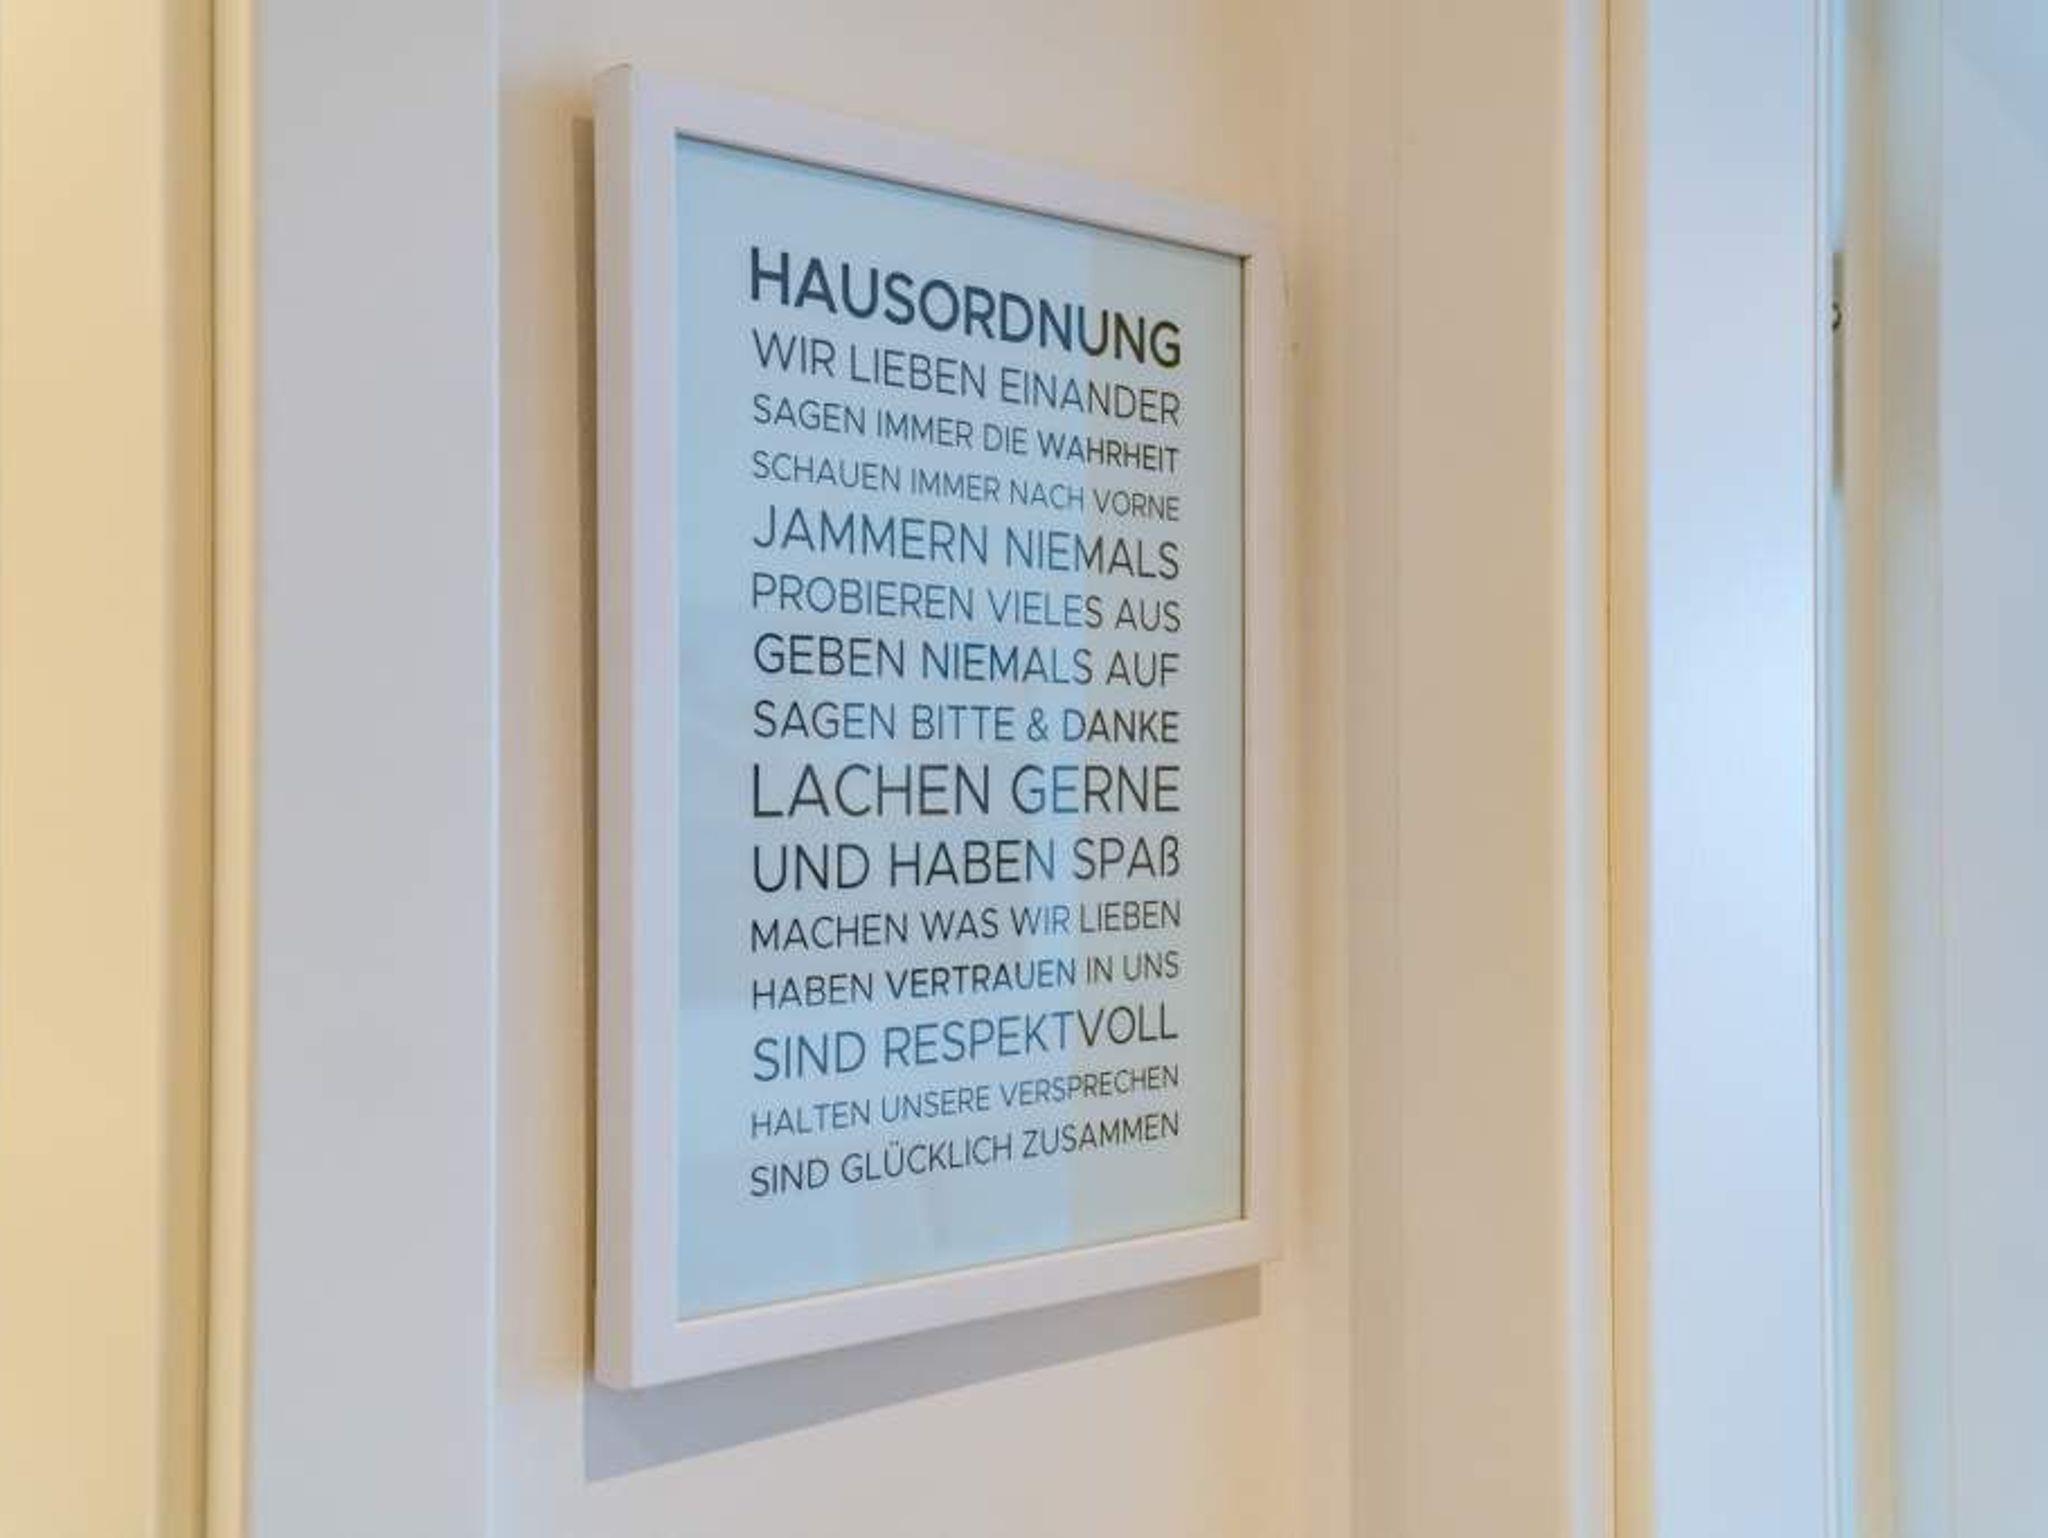 HAUSORDNUNG
WIR LIEBEN EINANDER
SAGEN IMMER DIE WAHRHEIT
SCHAUEN IMMER NACH VORNE
JAMMERN NIEMALS
PROBIEREN VIELES AUS
GEBEN NIEMALS AUF
SAGEN BITTE & DANKE
LACHEN GERNE
UND HABEN SPAß
MACHEN WAS WIR LIEBEN
HABEN VERTRAUEN IN UNS
SIND RESPEKTVOLL
HALTEN UNSERE VERSPRECHEN
SIND GLÜCKLICH ZUSAMMEN